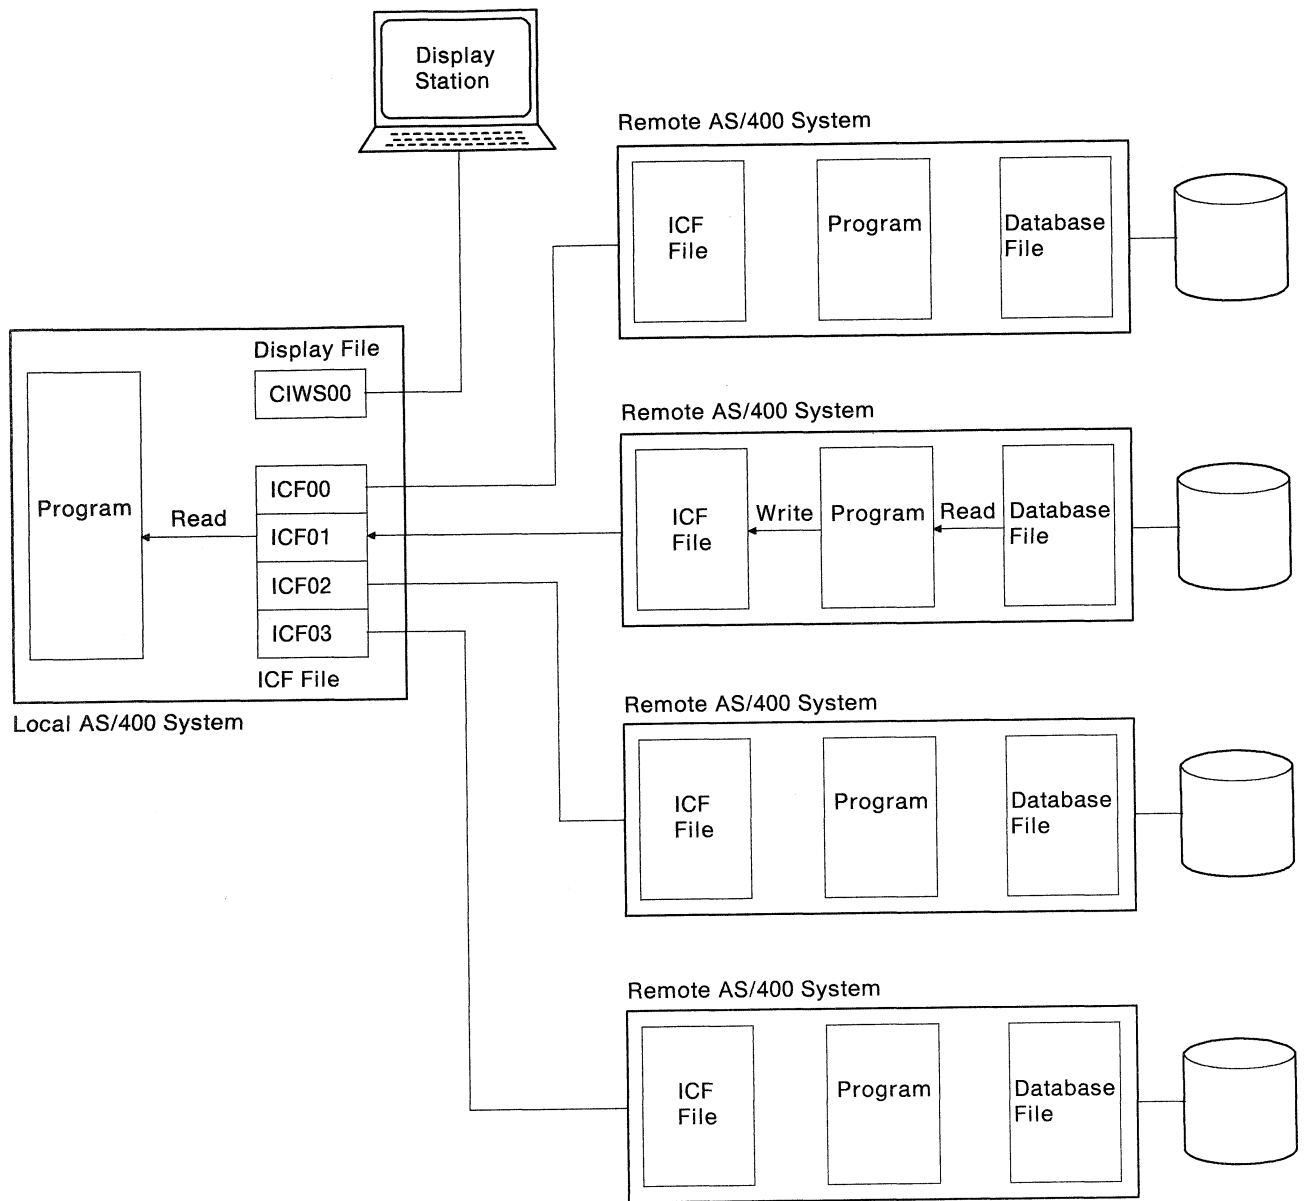 Display
Station
Remote AS/400 System
ICF
File
Program
Database
File
Display File
CIWS00
Program
Read
ICF00
ICF01
ICF02
ICF03
ICF File
Local AS/400 System
Remote AS/400 System
ICF
File
Write
Program
Read
Database
File
Remote AS/400 System
ICF
File
Program
Database
File
Remote AS/400 System
ICF
File
Program
Database
File